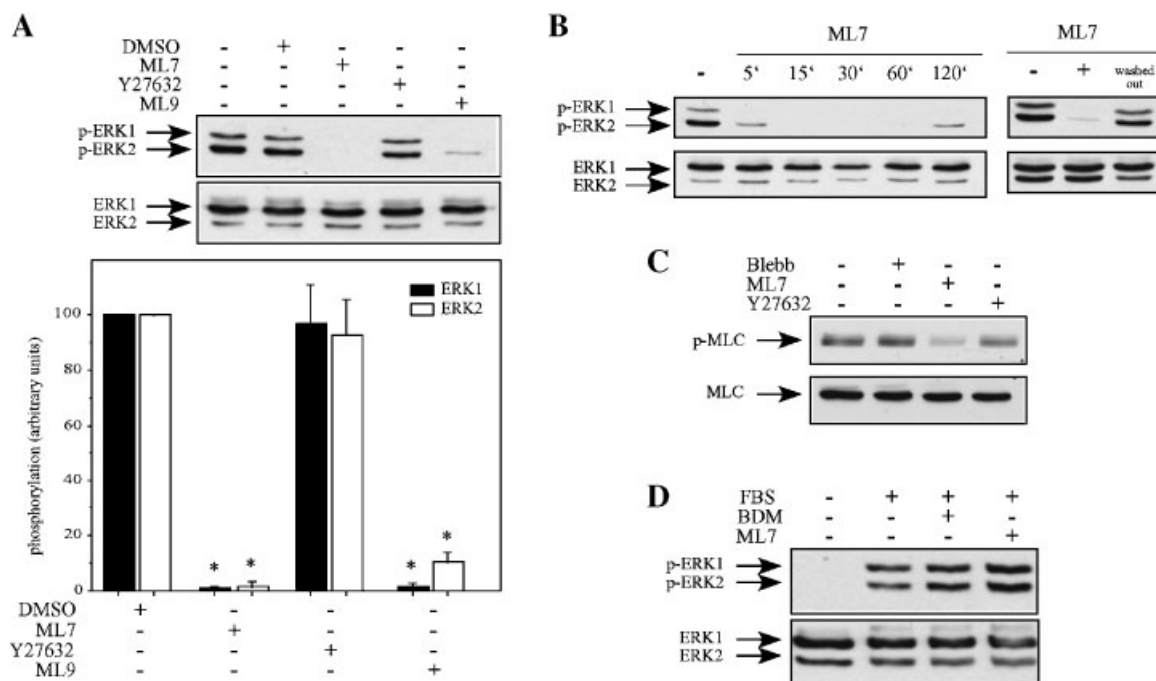 A
DMSO - + - - -
ML7 - - + - -
Y27632 - - - + -
ML9 - - - - +
p-ERK1
p-ERK2
ERK1
ERK2
ERK1
ERK2
phosphorylation (arbitrary units)
100
80
60
40
20
0
* * * *
DMSO + - - -
ML7 - + - -
Y27632 - - + -
ML9 - - - +
B
ML7
- 5‘ 15‘ 30‘ 60‘ 120‘
p-ERK1
p-ERK2
ERK1
ERK2
ML7
- + washed
out
C
Blebb - + - -
ML7 - - + -
Y27632 - - - +
p-MLC
MLC
D
FBS - + + +
BDM - - + -
ML7 - - - +
p-ERK1
p-ERK2
ERK1
ERK2